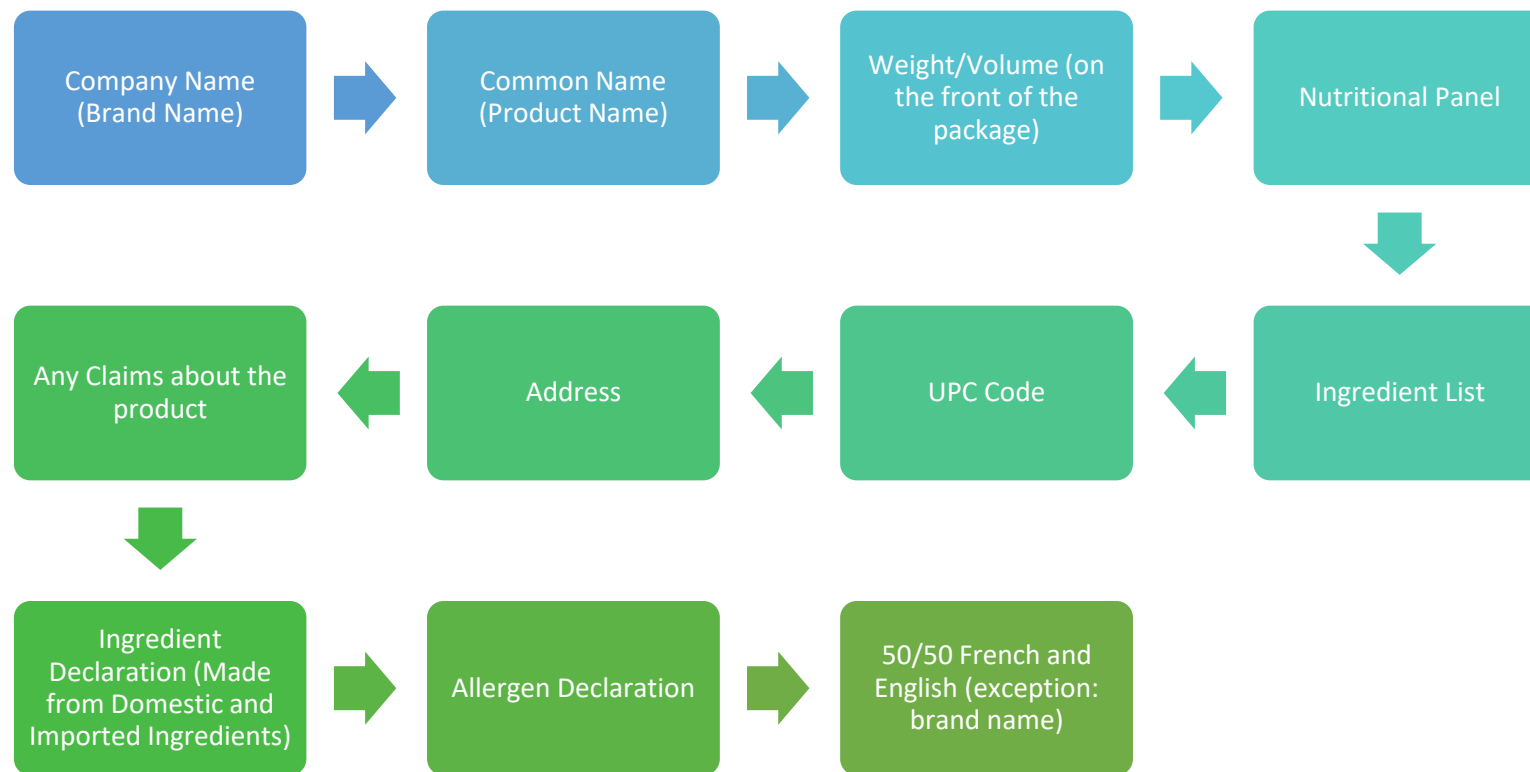 Company Name
(Brand Name)
Common Name
(Product Name)
Weight/Volume (on
the front of the
package)
Nutritional Panel
Ingredient List
UPC Code
Address
Any Claims about the
product
Ingredient
Declaration (Made
from Domestic and
Imported Ingredients)
Allergen Declaration
50/50 French and
English (exception:
brand name)